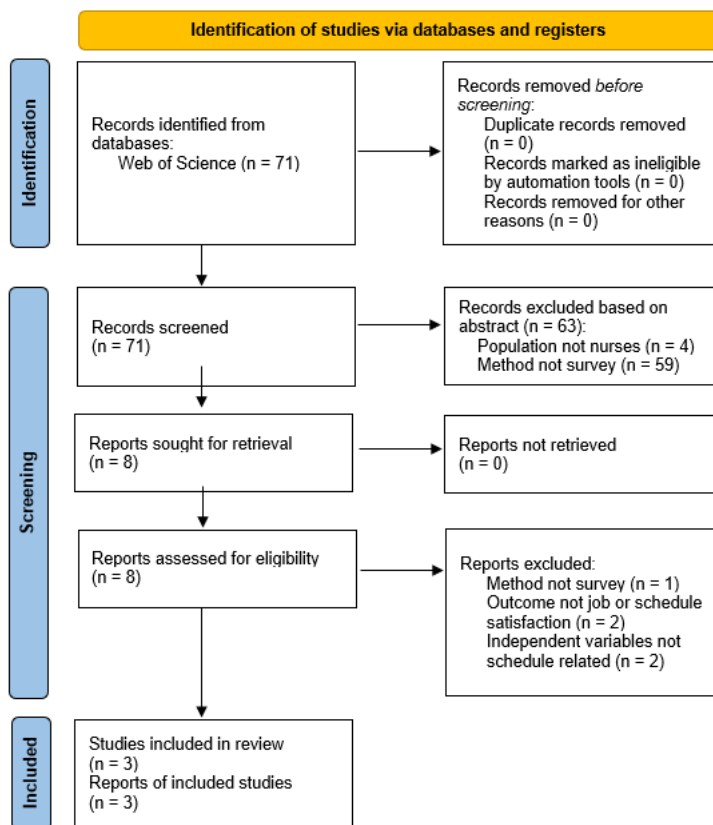 Identification of studies via databases and registers
Identification
Records identified from
databases:
Web of Science (n = 71)
Records removed before
screening:
Duplicate records removed
(n = 0)
Records marked as ineligible
by automation tools (n = 0)
Records removed for other
reasons (n = 0)
Screening
Records screened
(n = 71)
Records excluded based on
abstract (n = 63):
Population not nurses (n = 4)
Method not survey (n = 59)
Reports sought for retrieval
(n = 8)
Reports not retrieved
(n = 0)
Reports assessed for eligibility
(n = 8)
Reports excluded:
Method not survey (n = 1)
Outcome not job or schedule
satisfaction (n = 2)
Independent variables not
schedule related (n = 2)
Included
Studies included in review
(n = 3)
Reports of included studies
(n = 3)